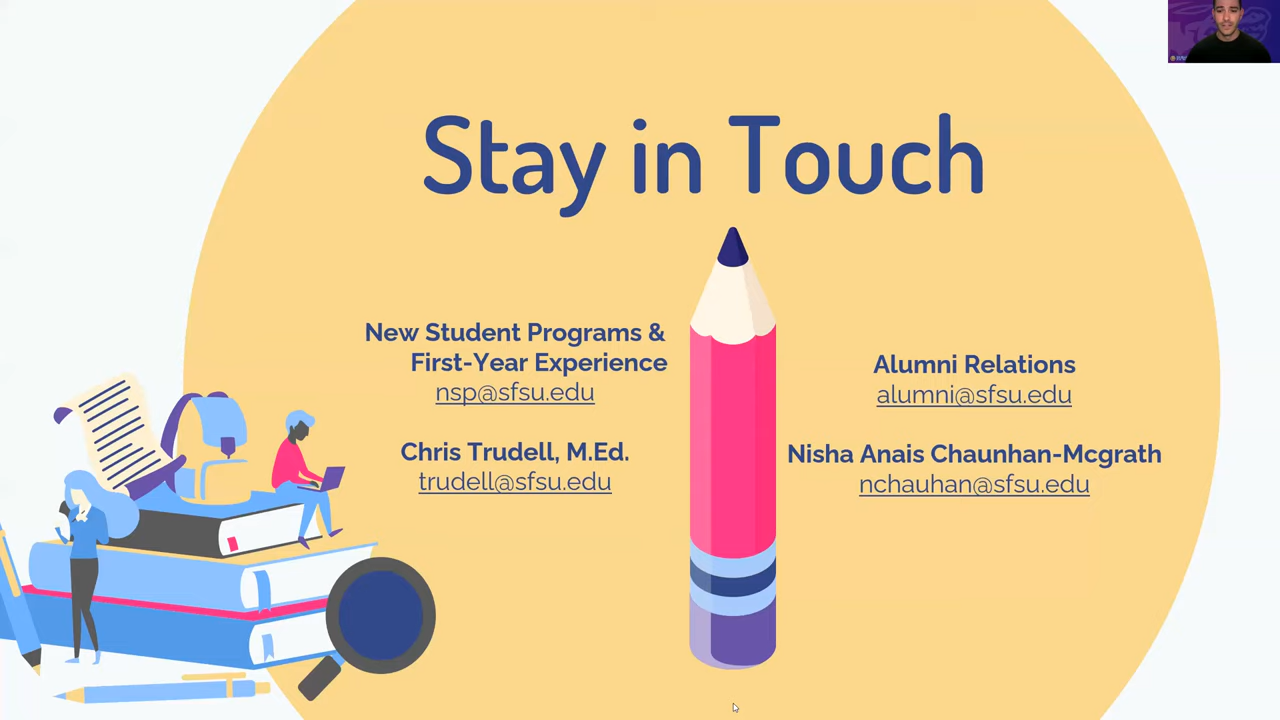 Stay in Touch
New Student Programs &
First-Year Experience
nsp@sfsu.edu
Chris Trudell, M.Ed.
trudell@sfsu.edu
Alumni Relations
alumni@sfsu.edu
Nisha Anais Chaunhan-Mcgrath
nchauhan@sfsu.edu